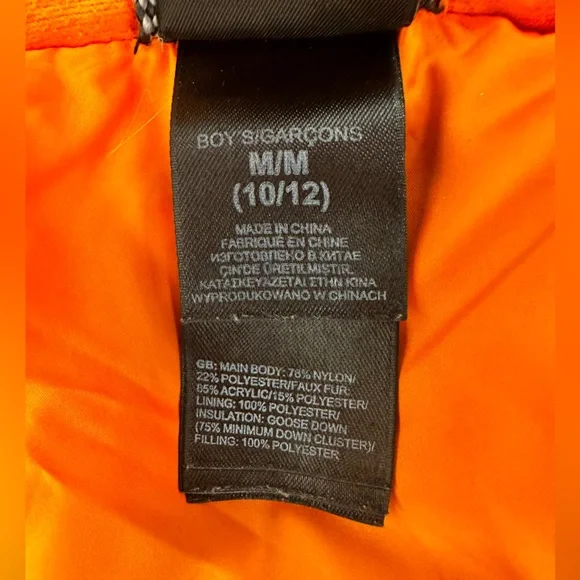 BOY S/GARÇONS
M/M
(10/12)
MADE IN CHINA
FABRIQUÉ EN CHINE
ИЗГОТОВЛЕНО В КИТАЕ
ÇIN'DE ÜRETILMIŞTIR.
ΚΑΤΑΣΚΕΥΑΖΕΤΑΙ ΣΤΗΝ ΚΙΝΑ
WYPRODUKOWANO W CHINACH
GB: MAIN BODY: 78% NYLON/
22% POLYESTER/FAUX FUR:
85% ACRYLIC/15% POLYESTER/
LINING: 100% POLYESTER/
INSULATION: GOOSE DOWN
(75% MINIMUM DOWN CLUSTER)/
FILLING: 100% POLYESTER